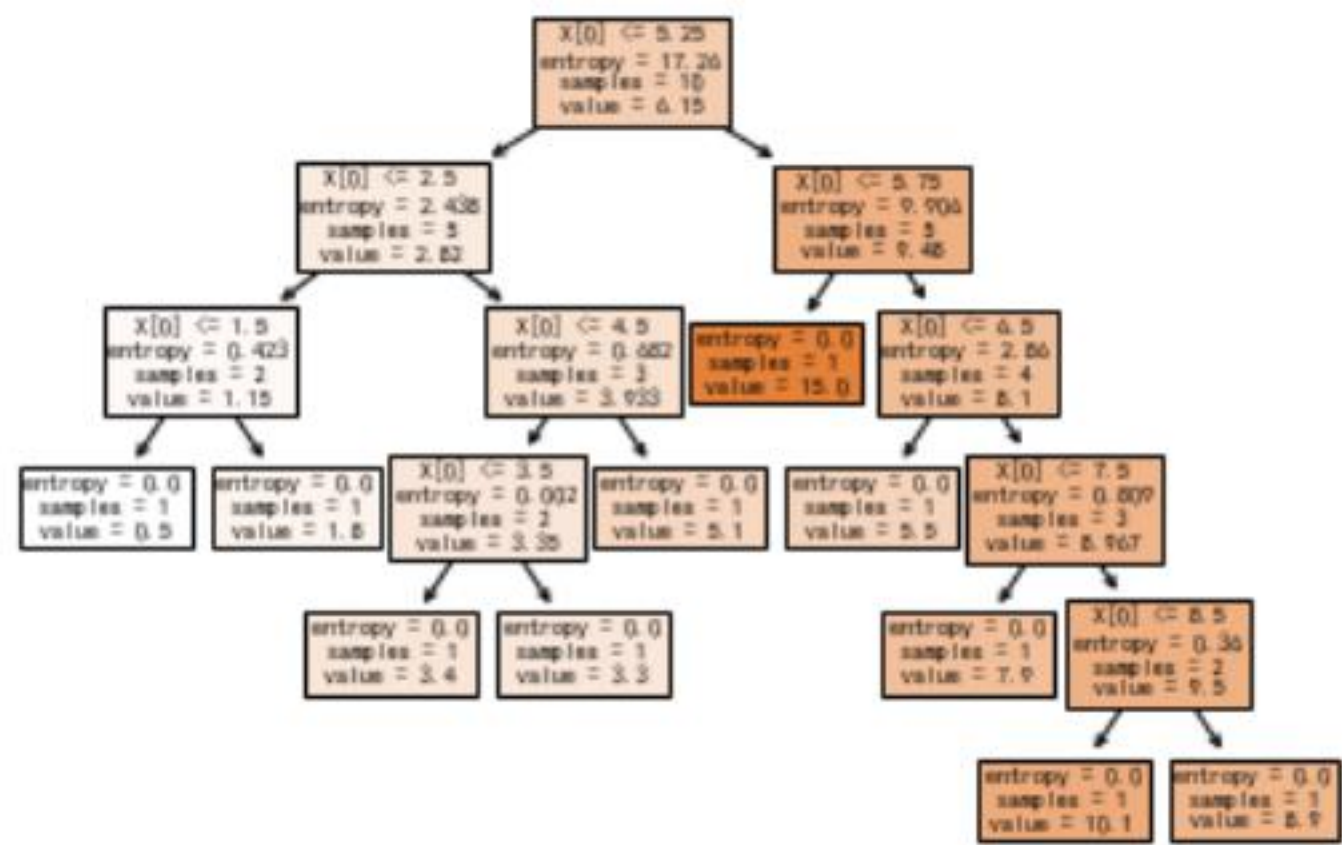 X[0] <= 5.25
entropy = 17.26
samples = 10
value = 6.15
X[0] <= 2.5
entropy = 2.438
samples = 5
value = 2.82
X[0] <= 5.75
entropy = 9.906
samples = 5
value = 9.48
X[0] <= 1.5
entropy = 0.423
samples = 2
value = 1.15
X[0] <= 4.5
entropy = 0.682
samples = 3
value = 3.933
entropy = 0.0
samples = 1
value = 15.0
X[0] <= 6.5
entropy = 2.86
samples = 4
value = 8.1
entropy = 0.0
samples = 1
value = 0.5
entropy = 0.0
samples = 1
value = 1.8
X[0] <= 3.5
entropy = 0.002
samples = 2
value = 3.35
entropy = 0.0
samples = 1
value = 5.1
entropy = 0.0
samples = 1
value = 5.5
X[0] <= 7.5
entropy = 0.809
samples = 3
value = 8.967
entropy = 0.0
samples = 1
value = 3.4
entropy = 0.0
samples = 1
value = 3.3
entropy = 0.0
samples = 1
value = 7.9
X[0] <= 8.5
entropy = 0.36
samples = 2
value = 9.5
entropy = 0.0
samples = 1
value = 10.1
entropy = 0.0
samples = 1
value = 8.9